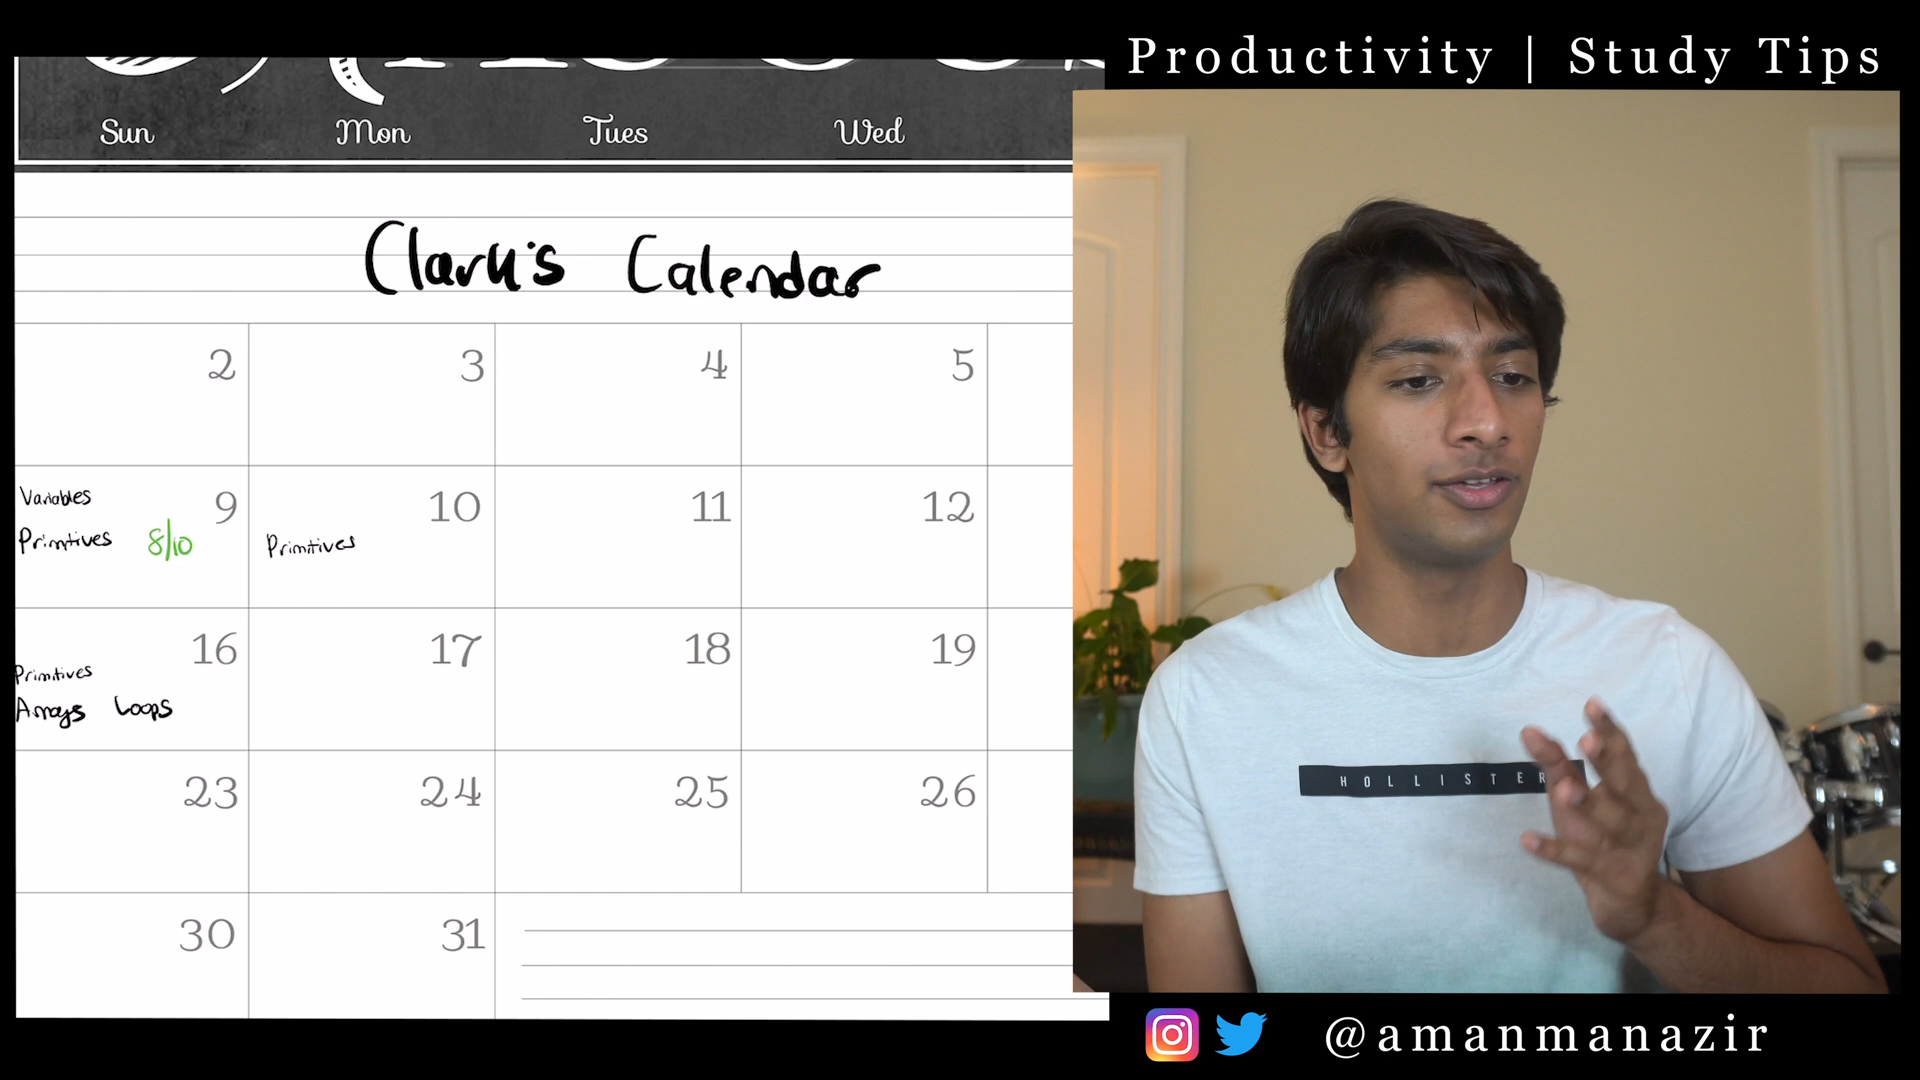 Productivity | Study Tips
Sun Mon Tues Wed
Clark's Calendar
2 3 4 5
9 10 11 12
Variables
Primitives 8/10 Primitives
16 17 18 19
Primitives
Arrays Loops
23 24 25 26
30 31
HOLLISTER
@amanmanazir